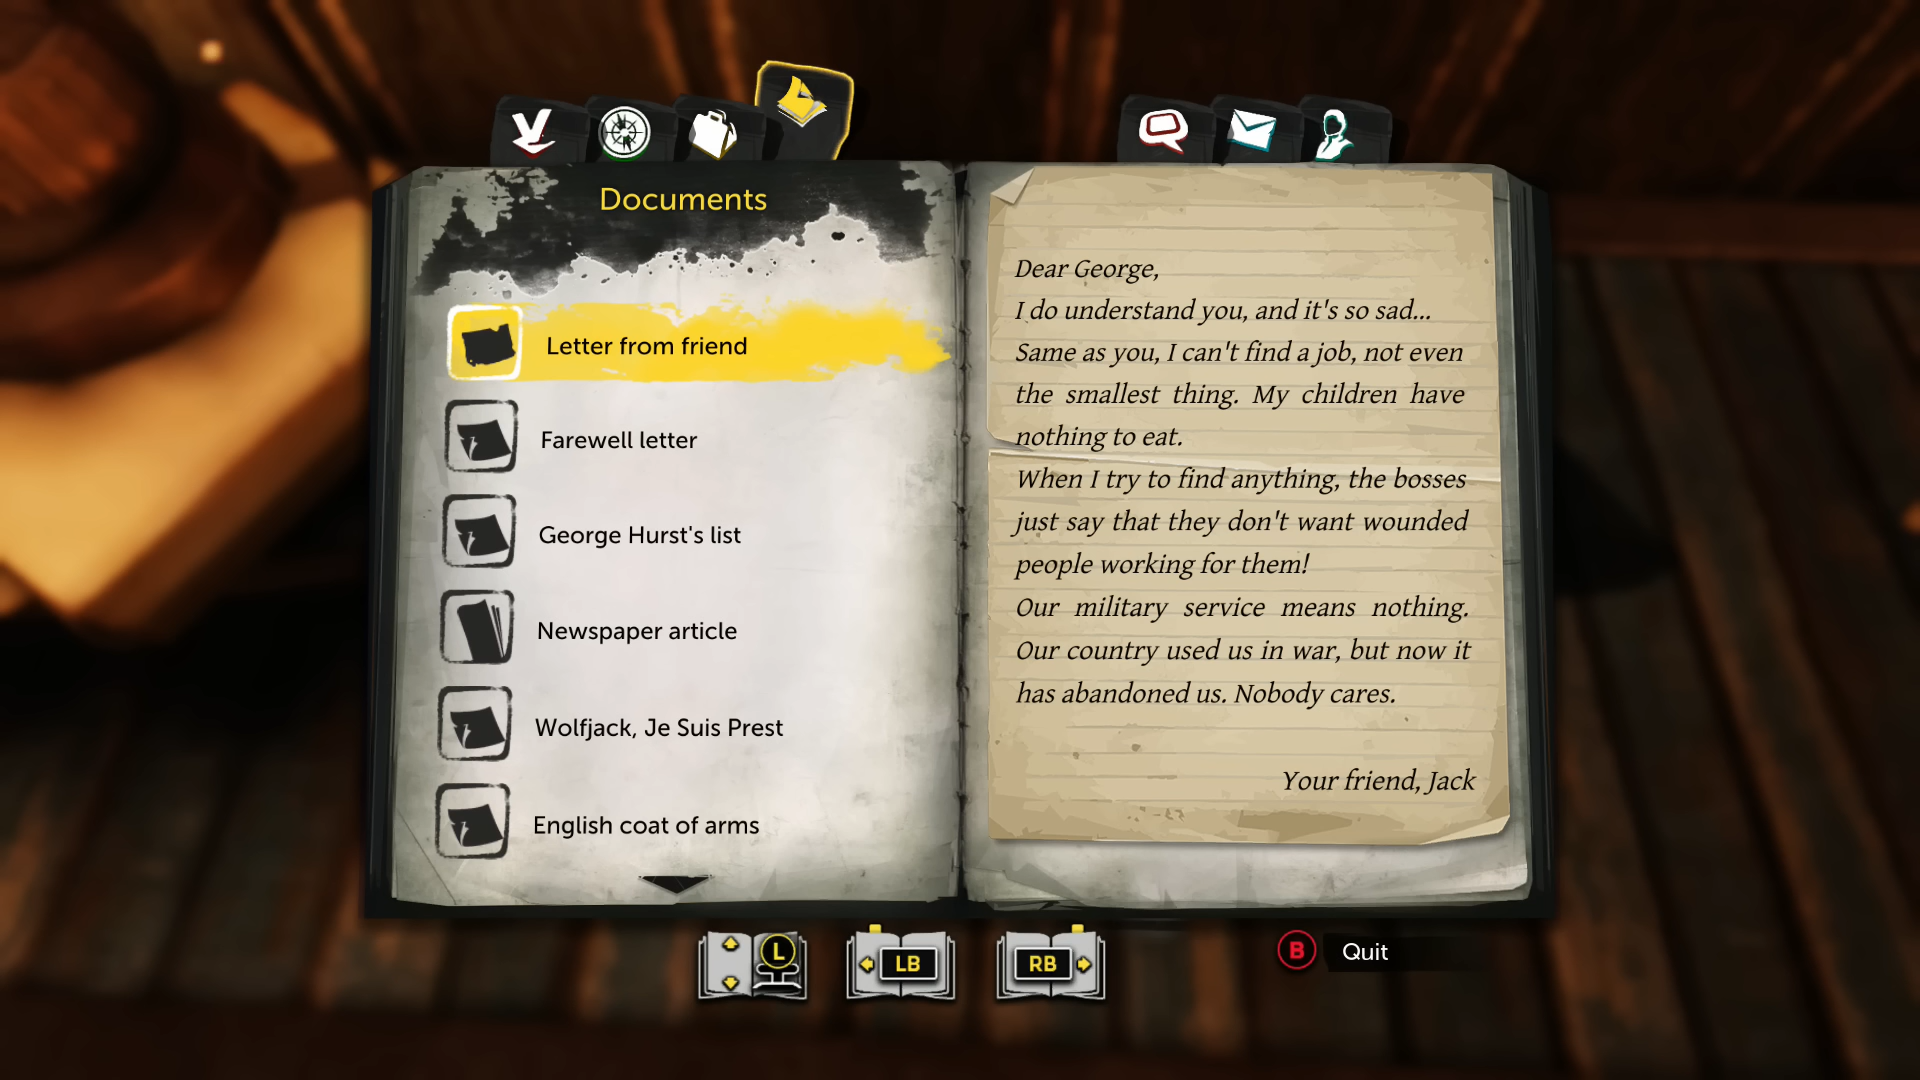 Documents
Letter from friend
Farewell letter
George Hurst's list
Newspaper article
Wolfjack, Je Suis Prest
English coat of arms
Dear George,
I do understand you, and it's so sad...
Same as you, I can't find a job, not even
the smallest thing. My children have
nothing to eat.
When I try to find anything, the bosses
just say that they don't want wounded
people working for them!
Our military service means nothing.
Our country used us in war, but now it
has abandoned us. Nobody cares.
Your friend, Jack
L
LB
RB
B Quit